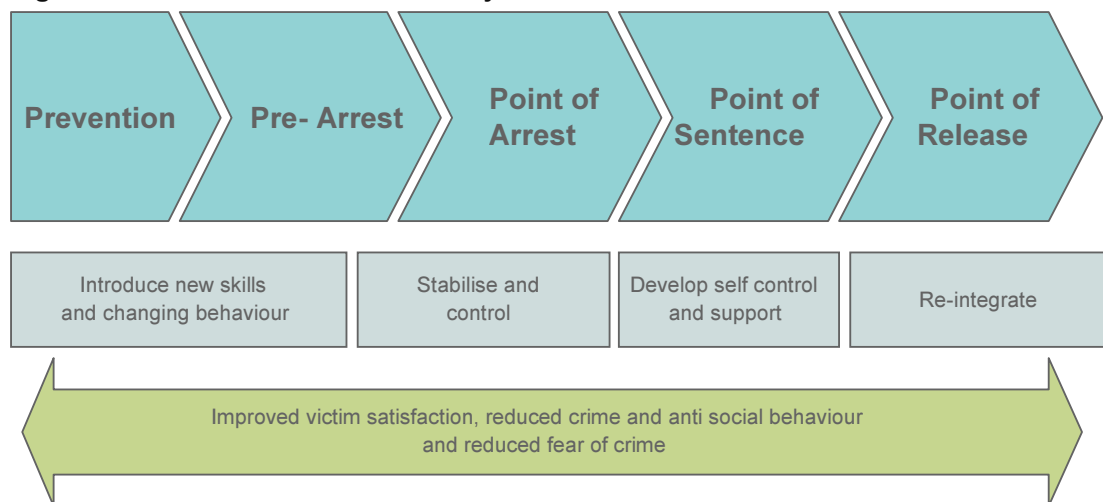 Prevention
Pre- Arrest
Point of
Arrest
Point of
Sentence
Point of
Release
Introduce new skills
and changing behaviour
Stabilise and
control
Develop self control
and support
Re-integrate
Improved victim satisfaction, reduced crime and anti social behaviour
and reduced fear of crime